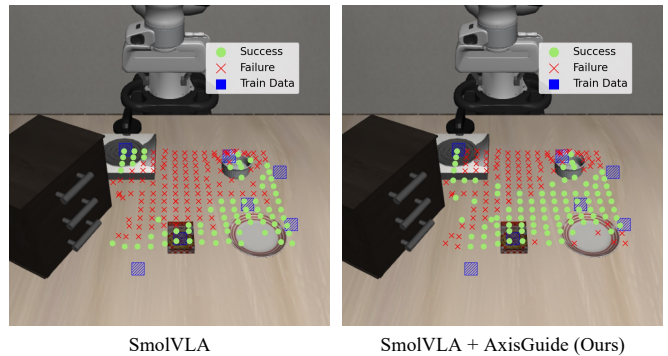 Success
Failure
Train Data
Success
Failure
Train Data
SmolVLA
SmolVLA + AxisGuide (Ours)